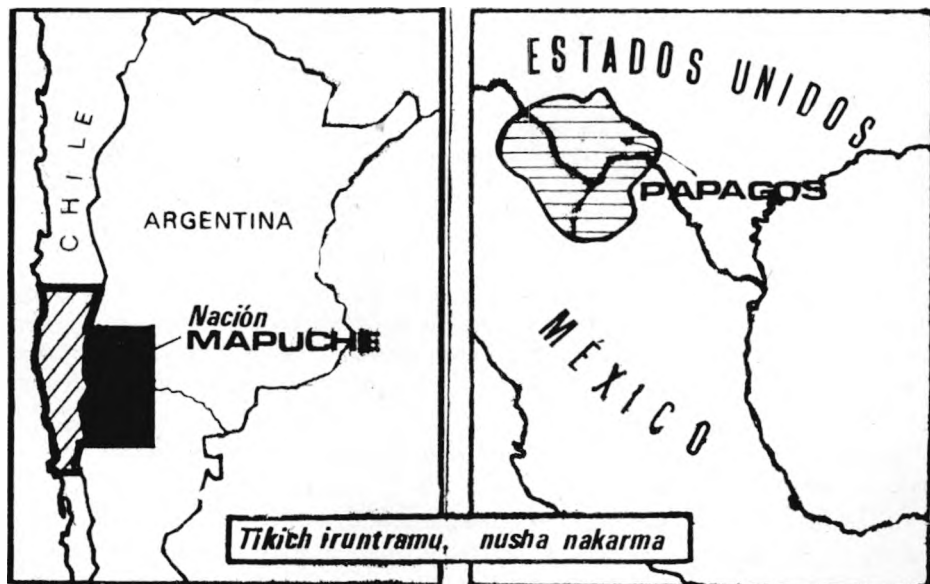 CHILE
ARGENTINA
Nación
MAPUCHE
ESTADOS UNIDOS
PAPAGOS
MÉXICO
Tikich iruntramu, nusha nakarma